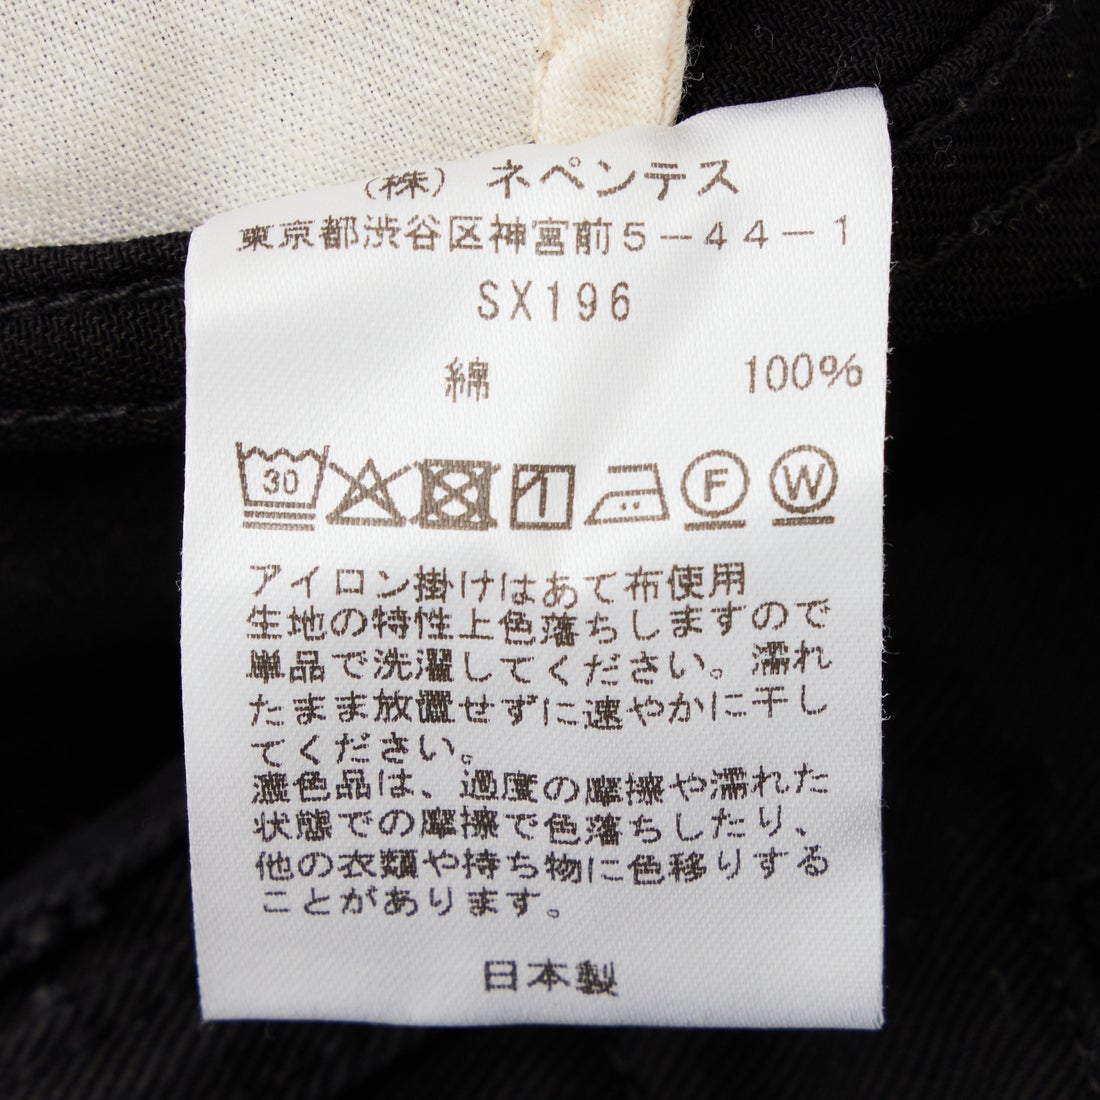 (株) ネペンテス
東京都渋谷区神宮前5-44-1
SX196
綿 100%
30
F W
アイロン掛けはあて布使用
生地の特性上色落ちしますので
単品で洗濯してください。濡れ
たまま放置せずに速やかに干し
てください。
濃色品は、過度の摩擦や濡れた
状態での摩擦で色落ちしたり、
他の衣類や持ち物に色移りする
ことがあります。
日本製